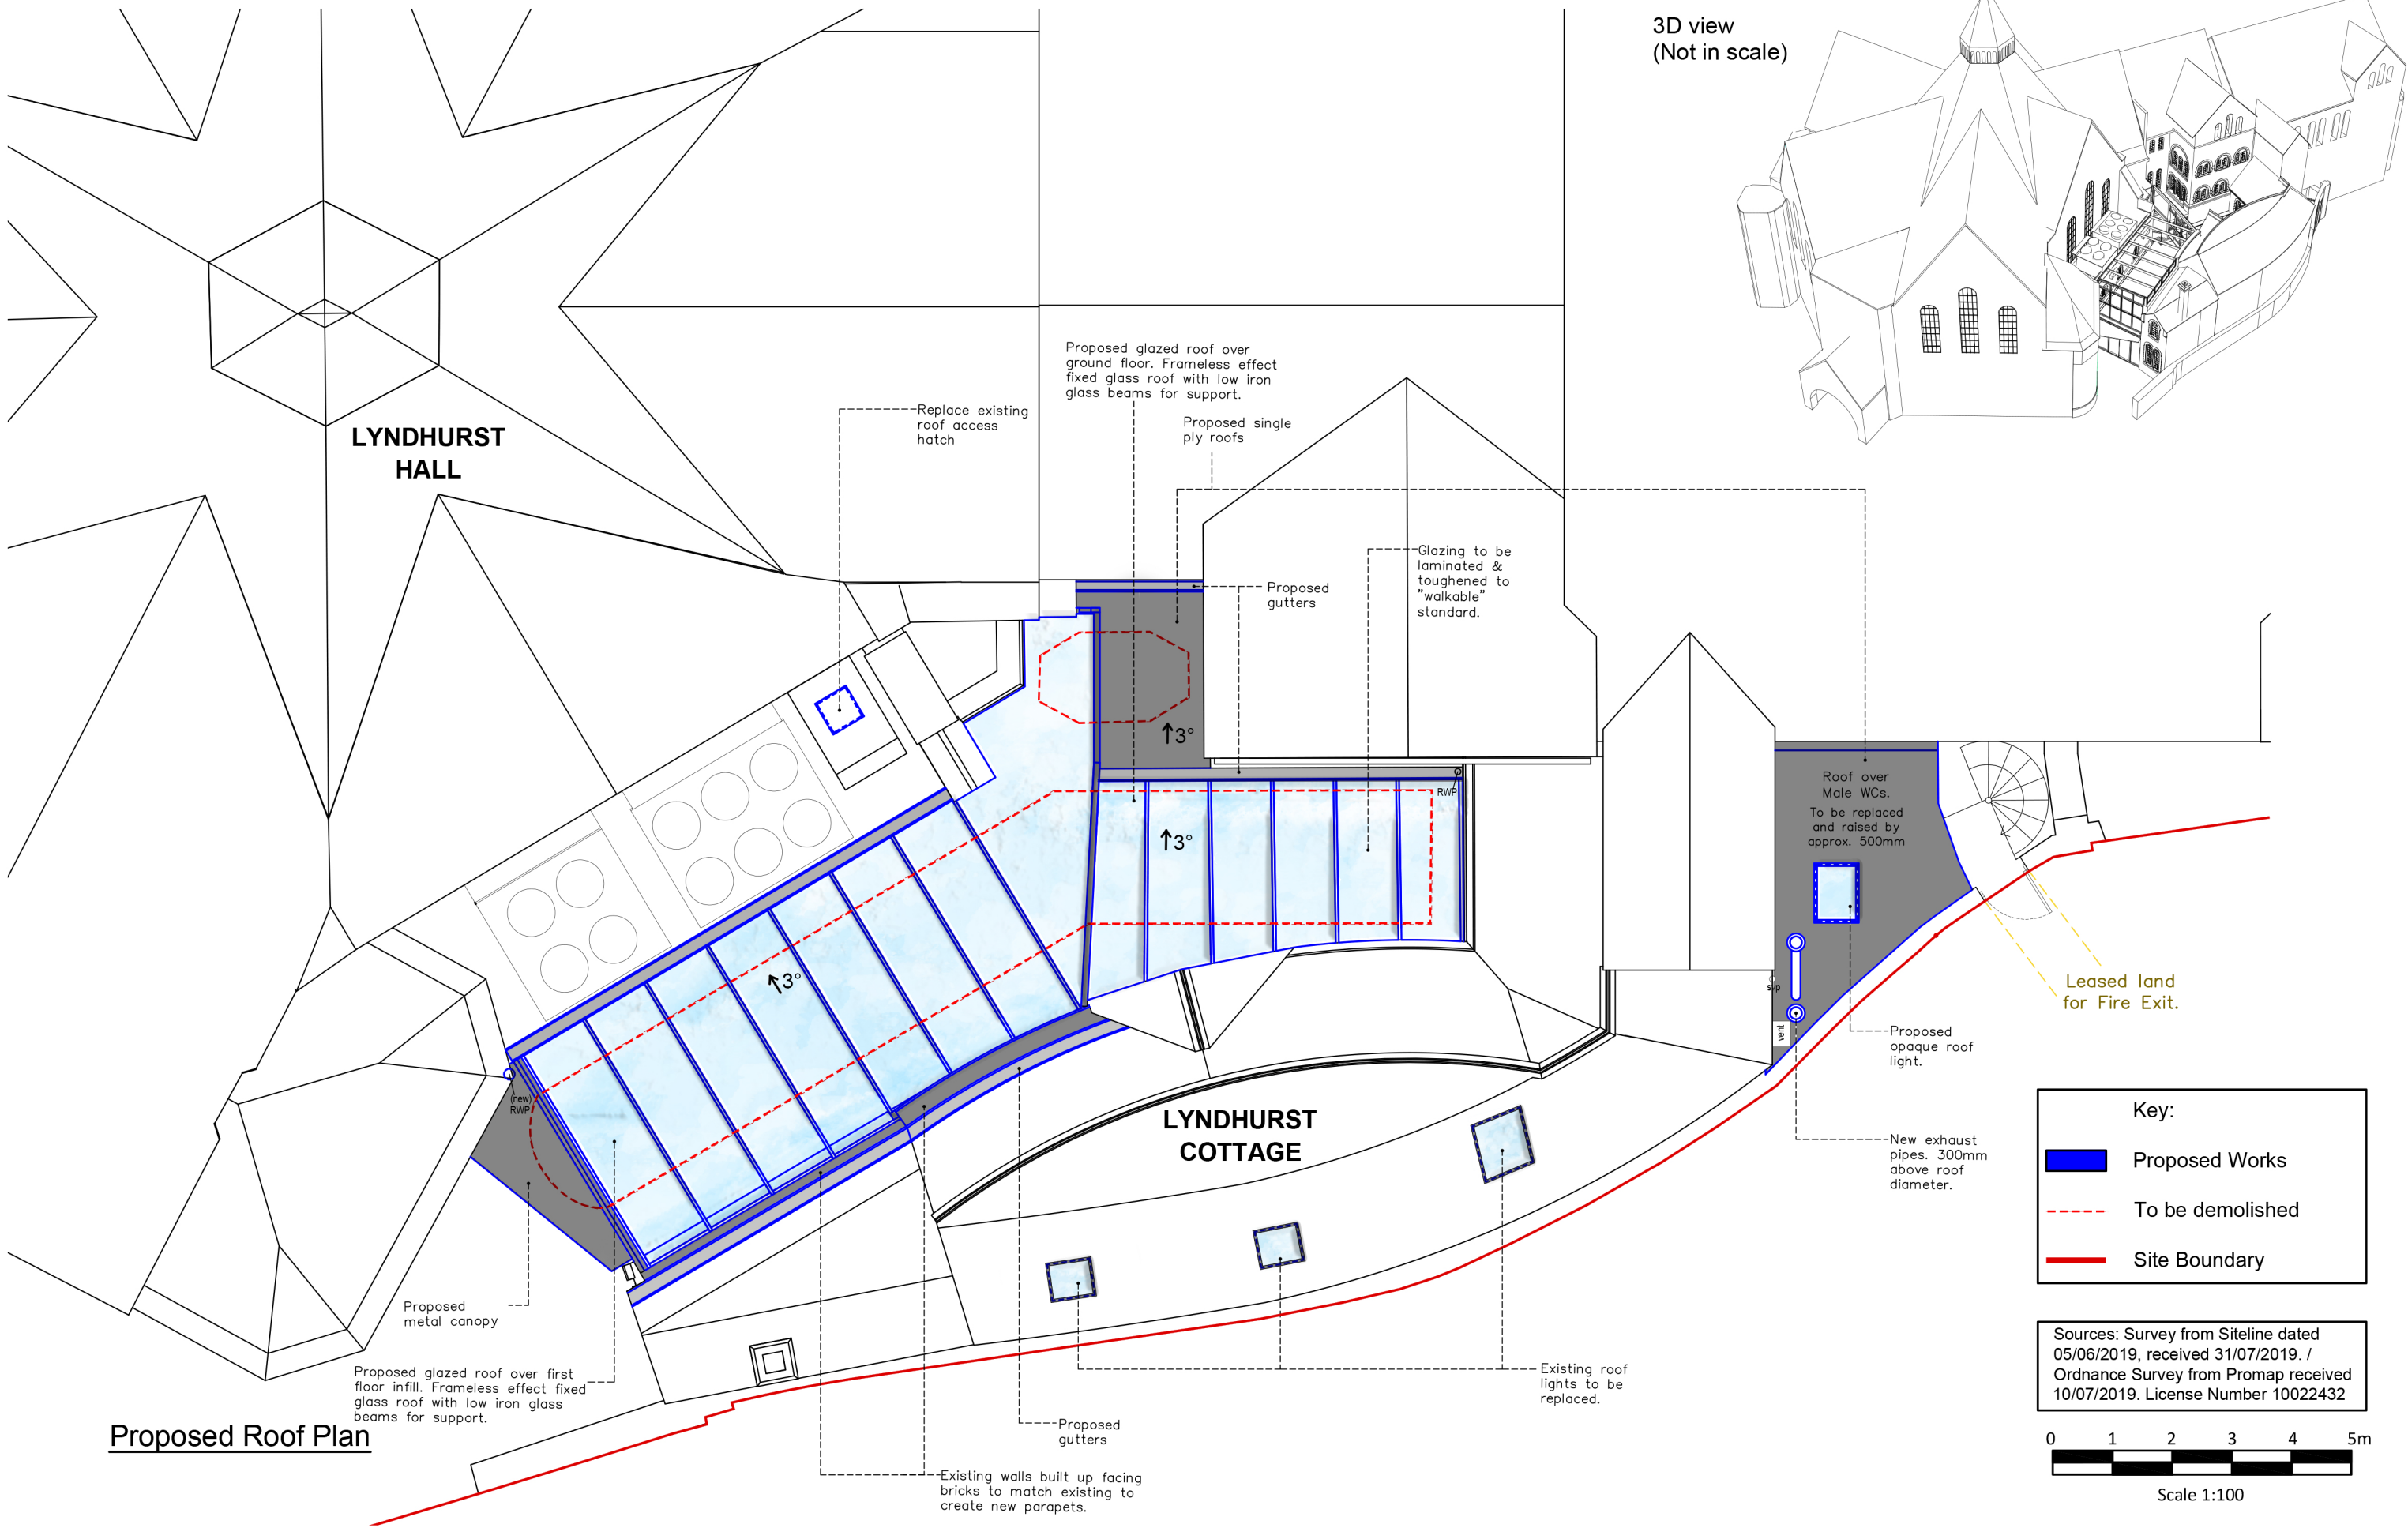 3D view
(Not in scale)
LYNDHURST
HALL
Replace existing
roof access
hatch
Proposed glazed roof over
ground floor. Frameless effect
fixed glass roof with low iron
glass beams for support.
Proposed single
ply roofs
Proposed
gutters
Glazing to be
laminated &
toughened to
"walkable"
standard.
↑3°
↑3°
↑3°
RWP
Roof over
Male WCs.
To be replaced
and raised by
approx. 500mm
svp
vent
Leased land
for Fire Exit.
Proposed
opaque roof
light.
New exhaust
pipes. 300mm
above roof
diameter.
(new)
RWP
LYNDHURST
COTTAGE
Proposed
metal canopy
Proposed glazed roof over first
floor infill. Frameless effect fixed
glass roof with low iron glass
beams for support.
Proposed
gutters
Existing walls built up facing
bricks to match existing to
create new parapets.
Existing roof
lights to be
replaced.
Proposed Roof Plan
Key:
Proposed Works
To be demolished
Site Boundary
Sources: Survey from Siteline dated
05/06/2019, received 31/07/2019. /
Ordnance Survey from Promap received
10/07/2019. License Number 10022432
0 1 2 3 4 5m
Scale 1:100